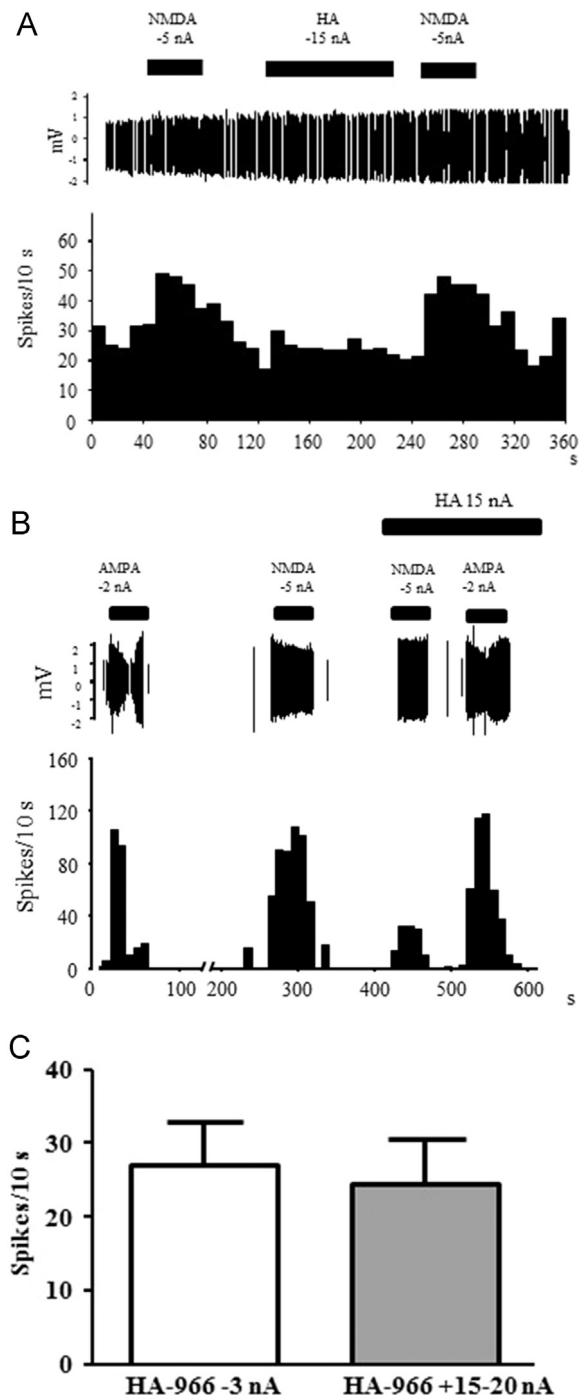 A
NMDA
-5 nA
HA
-15 nA
NMDA
-5nA
2
1
0
-1
-2
mV
60
50
40
30
20
10
0
Spikes/10 s
0 40 80 120 160 200 240 280 320 360
s
B
HA 15 nA
AMPA
-2 nA
NMDA
-5 nA
NMDA
-5 nA
AMPA
-2 nA
2
1
0
-1
-2
mV
160
120
80
40
0
Spikes/10 s
0 100 200 300 400 500 600
s
C
40
30
20
10
0
Spikes/10 s
HA-966 -3 nA HA-966 +15-20 nA